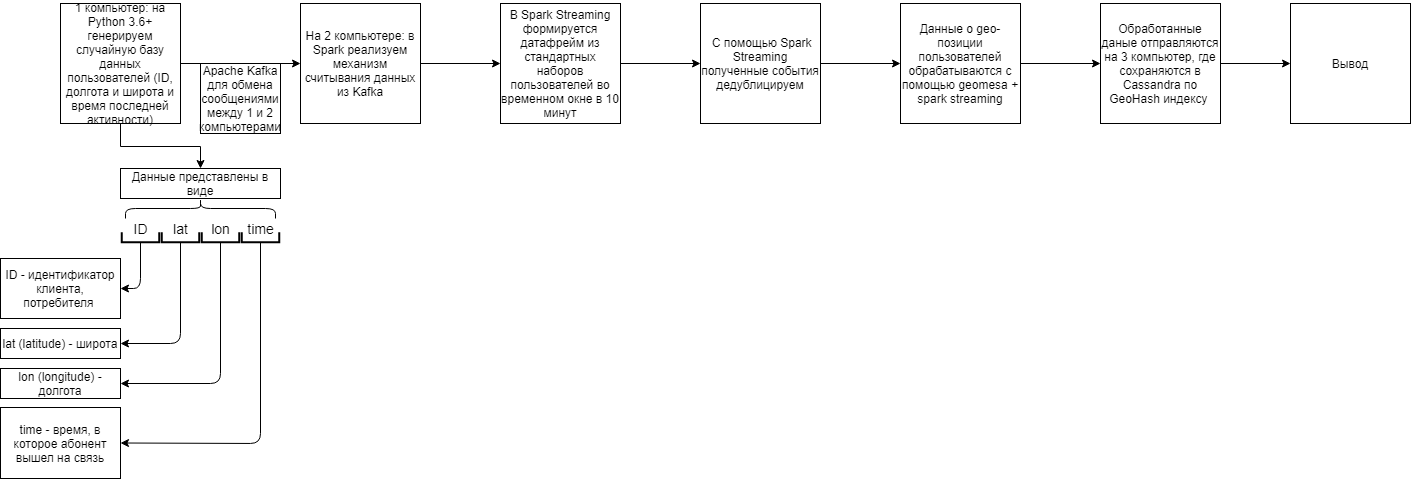 1 компьютер: на
Python 3.6+
генерируем
случайную базу
данных
пользователей (ID,
долгота и широта и
время последней
активности)
Apache Kafka
для обмена
сообщениями
между 1 и 2
компьютерами
На 2 компьютере: в
Spark реализуем
механизм
считывания данных
из Kafka
В Spark Streaming
формируется
датафрейм из
стандартных
наборов
пользователей во
временном окне в 10
минут
С помощью Spark
Streaming
полученные события
дедублицируем
Данные о geo-
позиции
пользователей
обрабатываются с
помощью geomesa +
spark streaming
Обработанные
даные отправляются
на 3 компьютер, где
сохраняются в
Cassandra по
GeoHash индексу
Вывод
Данные представлены в
виде
ID lat lon time
ID - идентификатор
клиента,
потребителя
lat (latitude) - широта
lon (longitude) -
долгота
time - время, в
которое абонент
вышел на связь